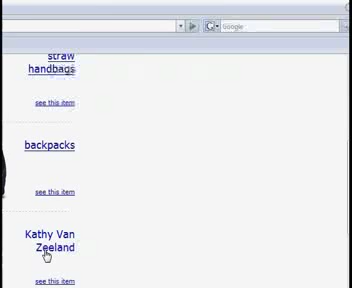 Google
straw
handbags
see this item
backpacks
see this item
Kathy Van
Zeeland
see this item